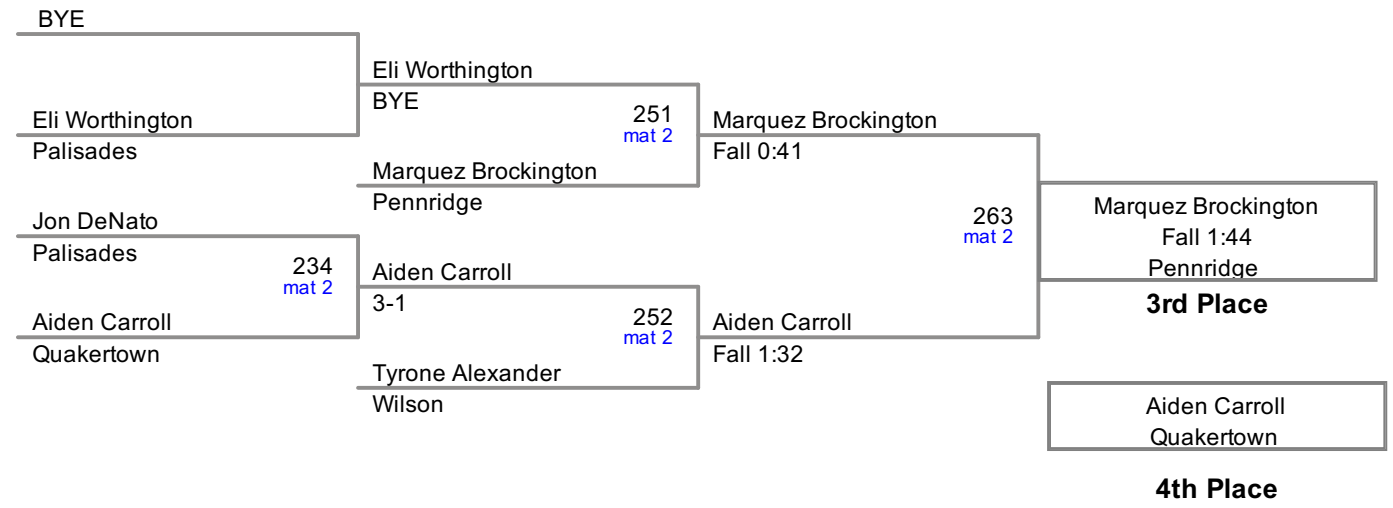 BYE
Eli Worthington
Palisades
Jon DeNato
Palisades
234
mat 2
Aiden Carroll
Quakertown
Eli Worthington
BYE
251
mat 2
Marquez Brockington
Pennridge
Aiden Carroll
3-1
252
mat 2
Tyrone Alexander
Wilson
Marquez Brockington
Fall 0:41
263
mat 2
Aiden Carroll
Fall 1:32
Marquez Brockington
Fall 1:44
Pennridge
3rd Place
Aiden Carroll
Quakertown
4th Place